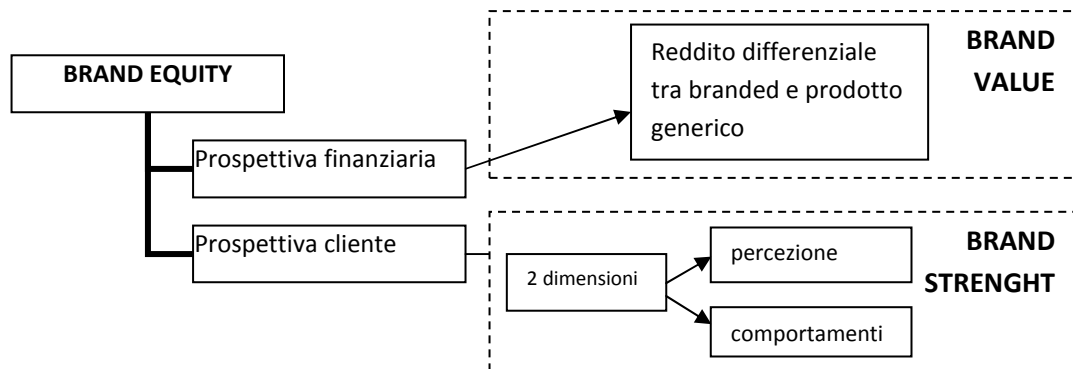 BRAND EQUITY
Prospettiva finanziaria
Reddito differenziale
tra branded e prodotto
generico
BRAND
VALUE
Prospettiva cliente
2 dimensioni
percezione
comportamenti
BRAND
STRENGHT